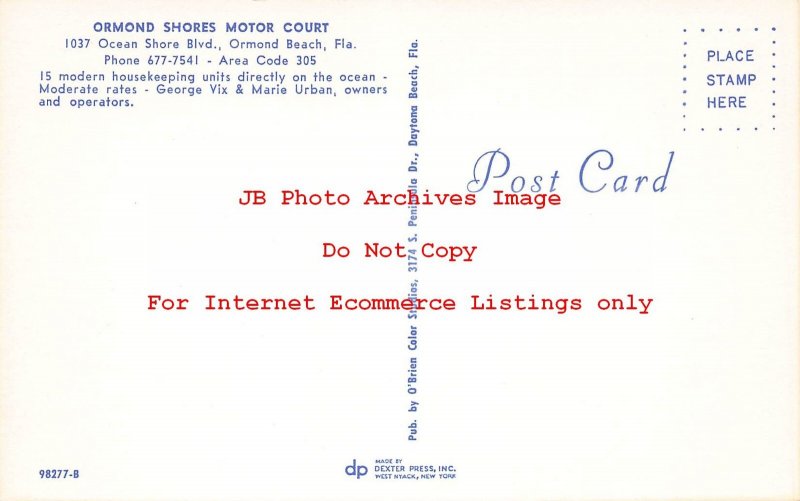 ORMOND SHORES MOTOR COURT
1037 Ocean Shore Blvd., Ormond Beach, Fla.
Phone 677-7541 - Area Code 305
15 modern housekeeping units directly on the ocean -
Moderate rates - George Vix & Marie Urban, owners
and operators.
PLACE
STAMP
HERE
Post Card
Pub. by O'Brien Color Studios, 3174 S. Peninsula Dr., Daytona Beach, Fla.
JB Photo Archives Image
Do Not Copy
For Internet Ecommerce Listings only
98277-B
dp
MADE BY
DEXTER PRESS, INC.
WEST NYACK, NEW YORK